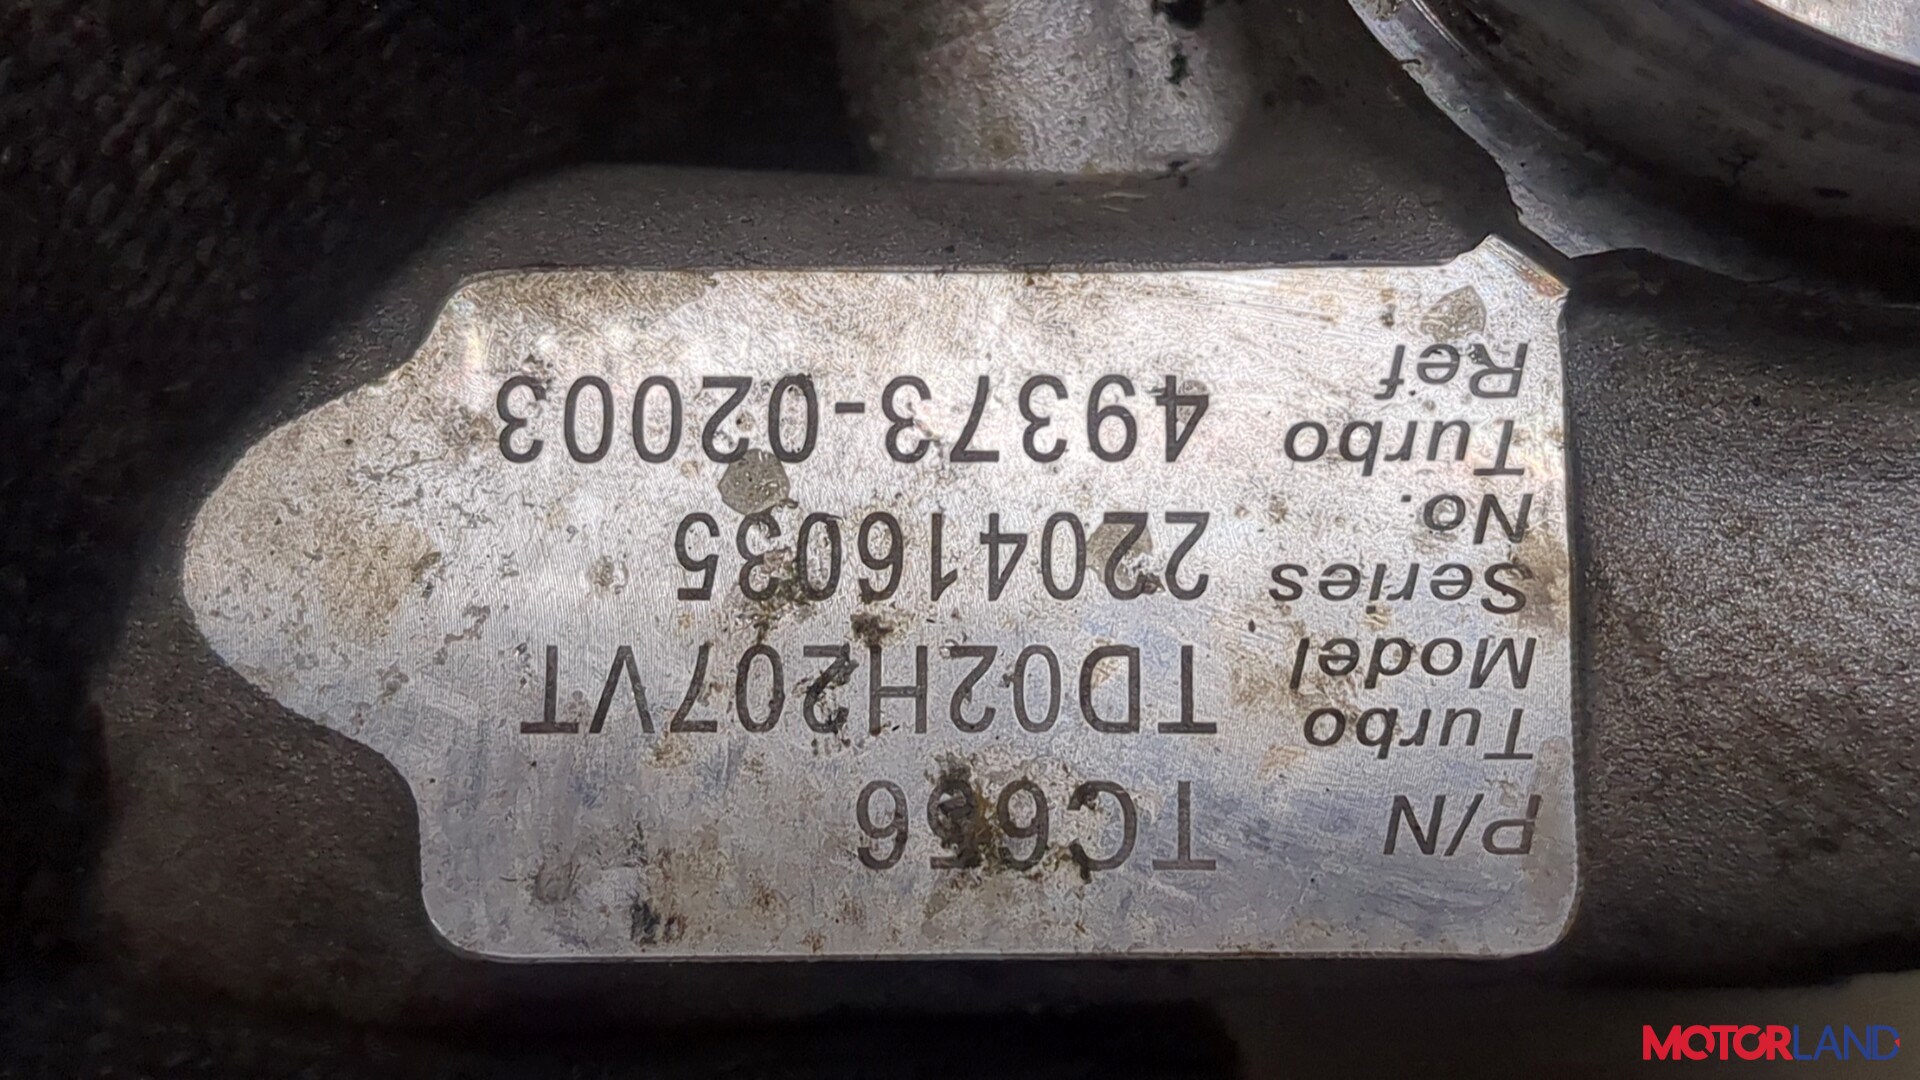 P/N TC656
Turbo Model TD02H207VT
Series No. 220416035
Turbo Ref 49373-02003
MOTORLAND